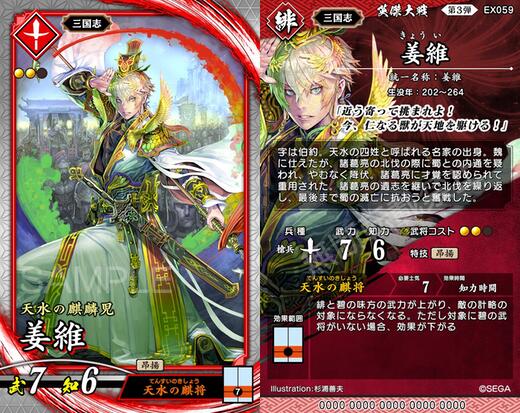 三国志
SAMPLE
天水の麒麟児
姜維
昂揚
武7 知6
てんすいのきしょう
天水の麒将
7
緋
三国志
英傑大戦
第3弾
EX059
きょうい
姜維
統一名称：姜維
生没年：202～264
「近う寄って挑まれよ！
今、仁なる獣が天地を駆ける！」
字は伯約。天水の四姓と呼ばれる名家の出身。魏
に仕えたが、諸葛亮の北伐の際に蜀との内通を疑
われ、やむなく降伏。諸葛亮に才覚を認められて
重用された。諸葛亮の遺志を継いで北伐を繰り返
し、最後まで蜀の滅亡に抗おうと奮戦した。
兵種 武力 知力 武将コスト
槍兵 7 6 特技 昂揚
てんすいのきしょう 必要士気 効果時間
天水の麒将 7 知力時間
効果範囲
緋と碧の味方の武力が上がり、敵の計略の
対象にならなくなる。ただし対象に碧の武
将がいない場合、効果が下がる
Illustration:杉浦善夫
©SEGA
0000 0000 0000 0000 0000 0000